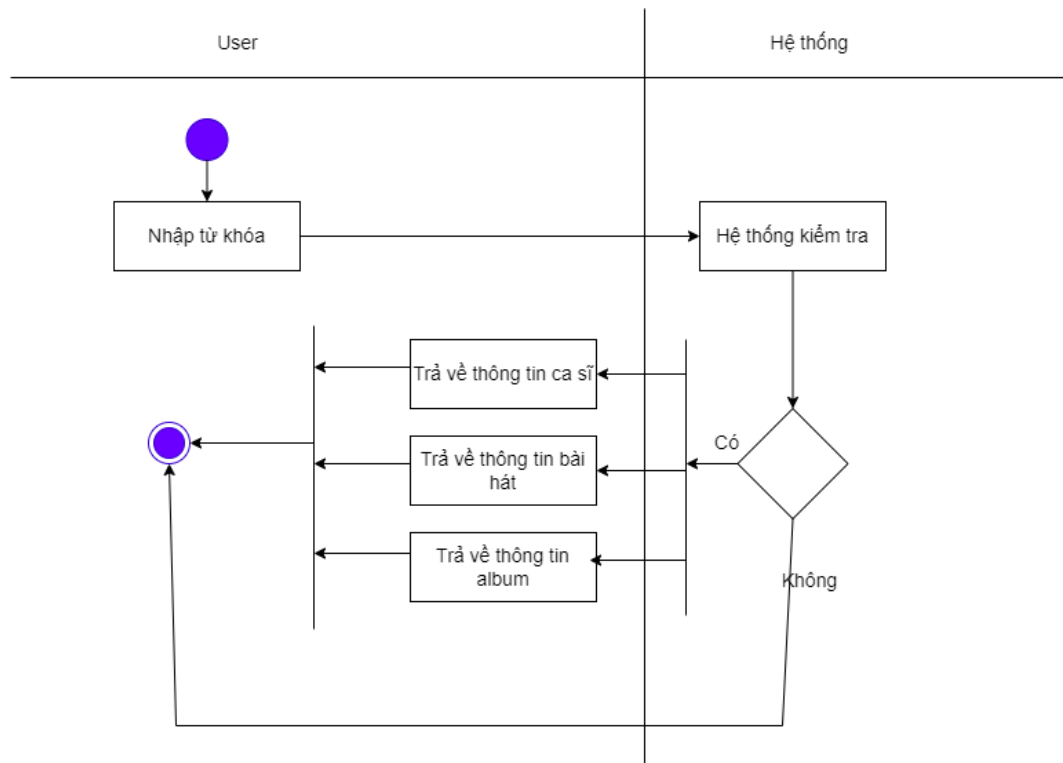 User
Hệ thống
Nhập từ khóa
Hệ thống kiểm tra
Trả về thông tin ca sĩ
Có
Trả về thông tin bài
hát
Trả về thông tin
album
Không